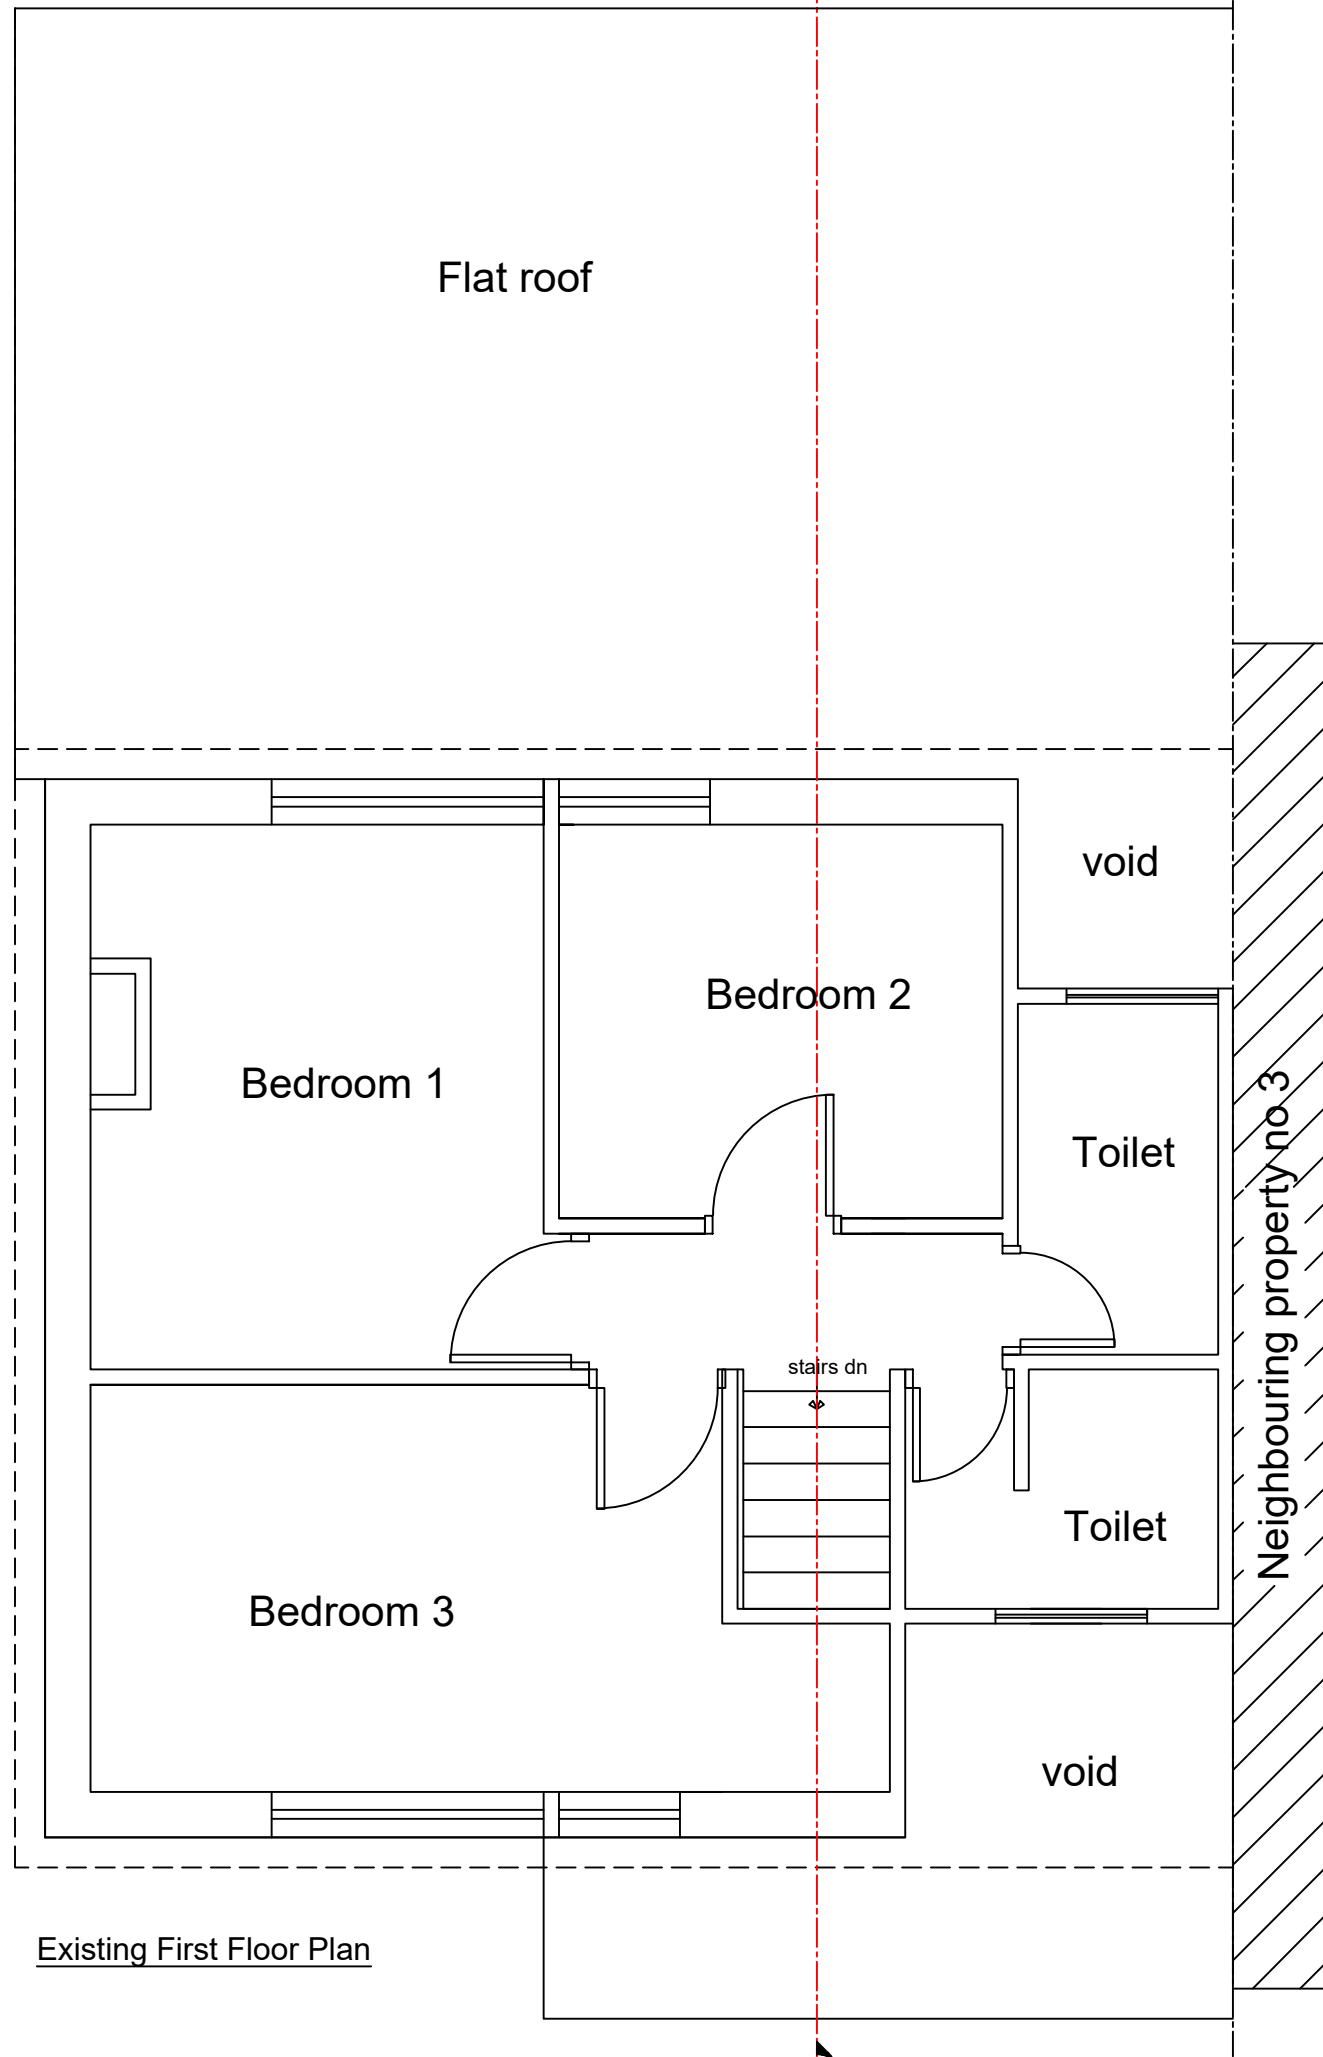 Flat roof
void
Bedroom 2
Bedroom 1
Toilet
Neighbouring property no 3
stairs dn
Toilet
Bedroom 3
void
Existing First Floor Plan